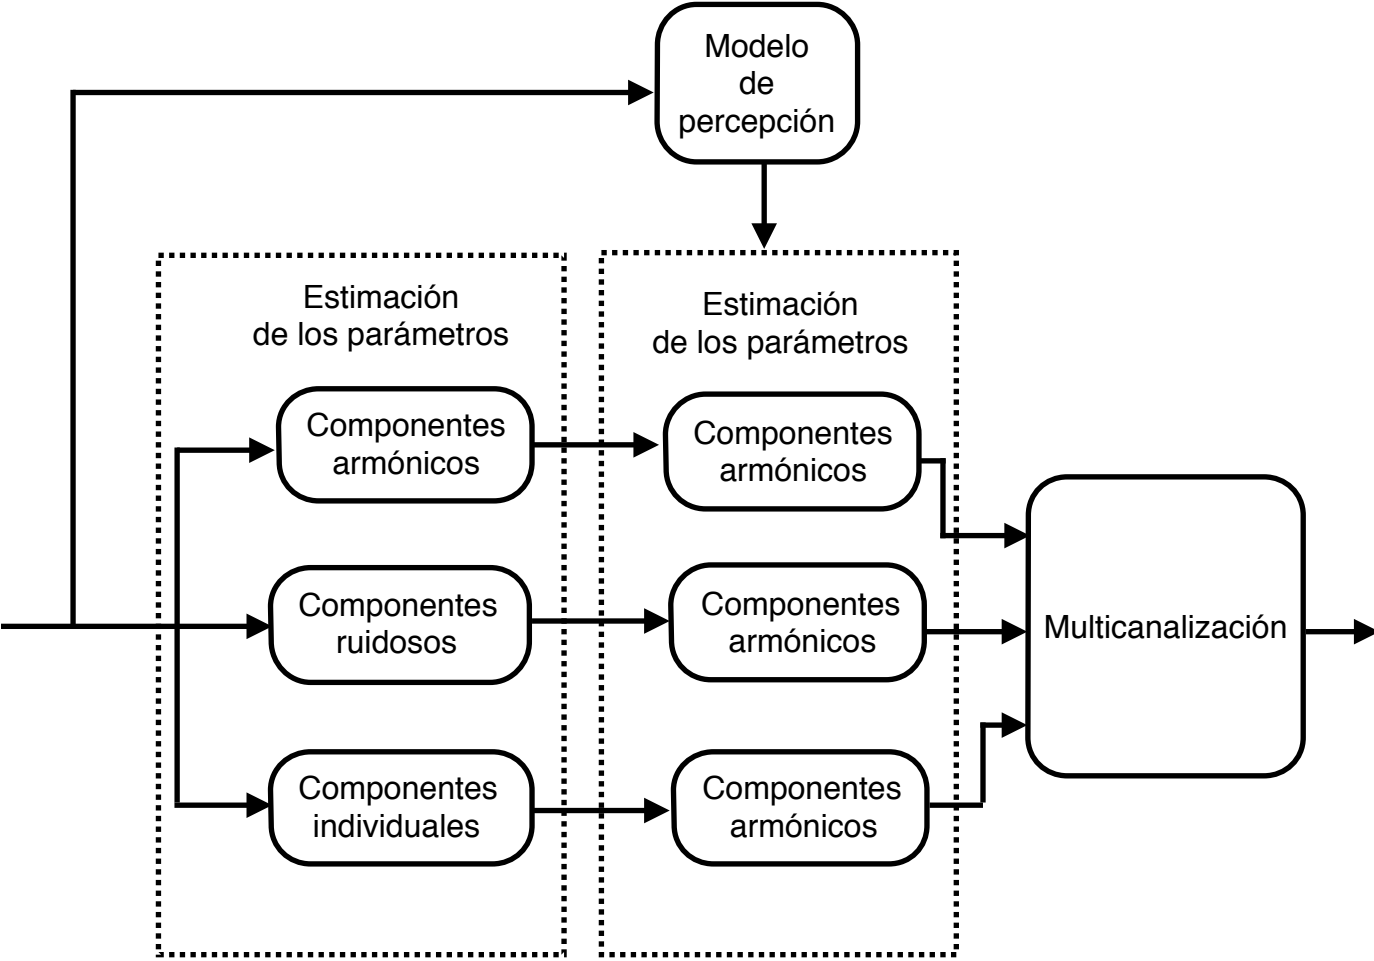 Modelo
de
percepción
Estimación
de los parámetros
Componentes
armónicos
Componentes
ruidosos
Componentes
individuales
Estimación
de los parámetros
Componentes
armónicos
Componentes
armónicos
Componentes
armónicos
Multicanalización